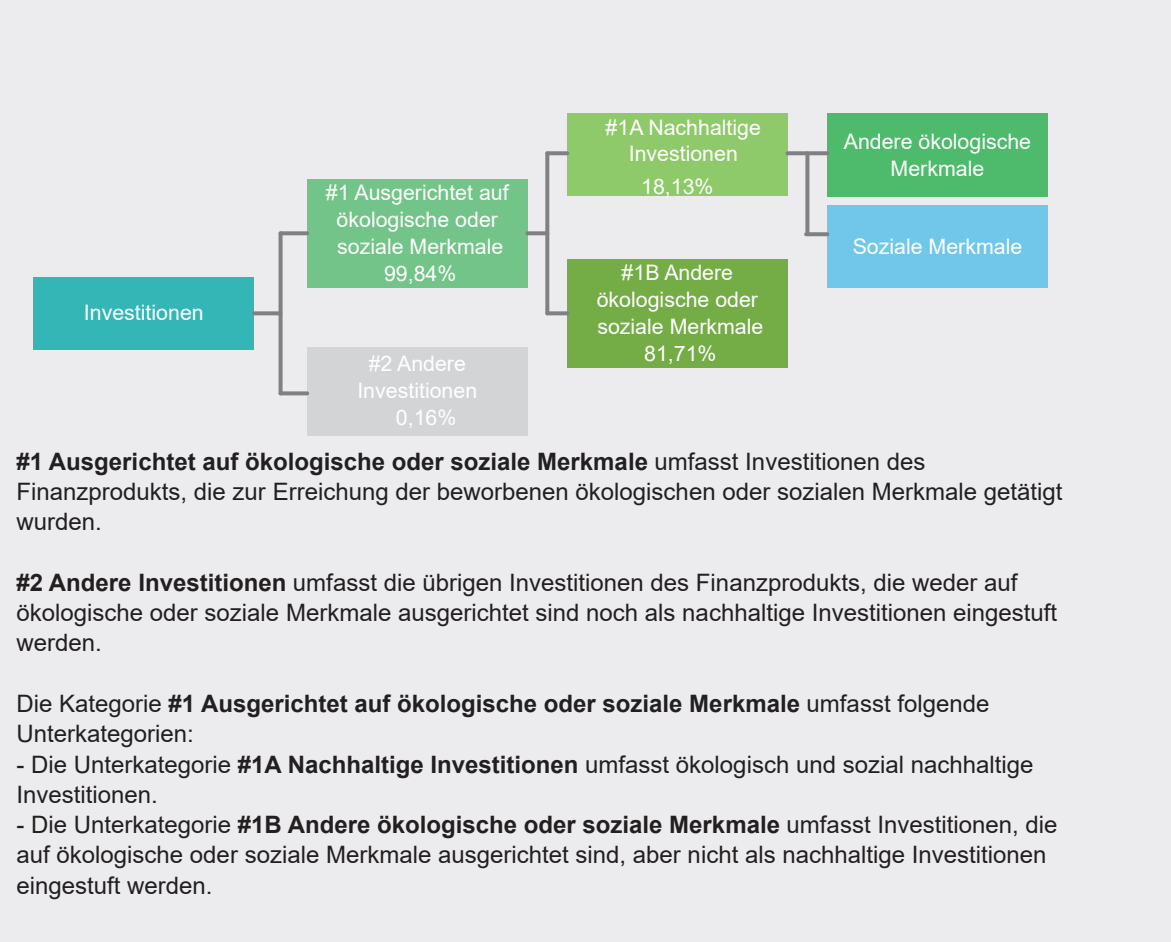 #1A Nachhaltige
Investionen
18,13%
Andere ökologische
Merkmale
#1 Ausgerichtet auf
ökologische oder
soziale Merkmale
99,84%
Soziale Merkmale
#1B Andere
ökologische oder
soziale Merkmale
81,71%
Investitionen
#2 Andere
Investitionen
0,16%
#1 Ausgerichtet auf ökologische oder soziale Merkmale umfasst Investitionen des
Finanzprodukts, die zur Erreichung der beworbenen ökologischen oder sozialen Merkmale getätigt
wurden.
#2 Andere Investitionen umfasst die übrigen Investitionen des Finanzprodukts, die weder auf
ökologische oder soziale Merkmale ausgerichtet sind noch als nachhaltige Investitionen eingestuft
werden.
Die Kategorie #1 Ausgerichtet auf ökologische oder soziale Merkmale umfasst folgende
Unterkategorien:
- Die Unterkategorie #1A Nachhaltige Investitionen umfasst ökologisch und sozial nachhaltige
Investitionen.
- Die Unterkategorie #1B Andere ökologische oder soziale Merkmale umfasst Investitionen, die
auf ökologische oder soziale Merkmale ausgerichtet sind, aber nicht als nachhaltige Investitionen
eingestuft werden.